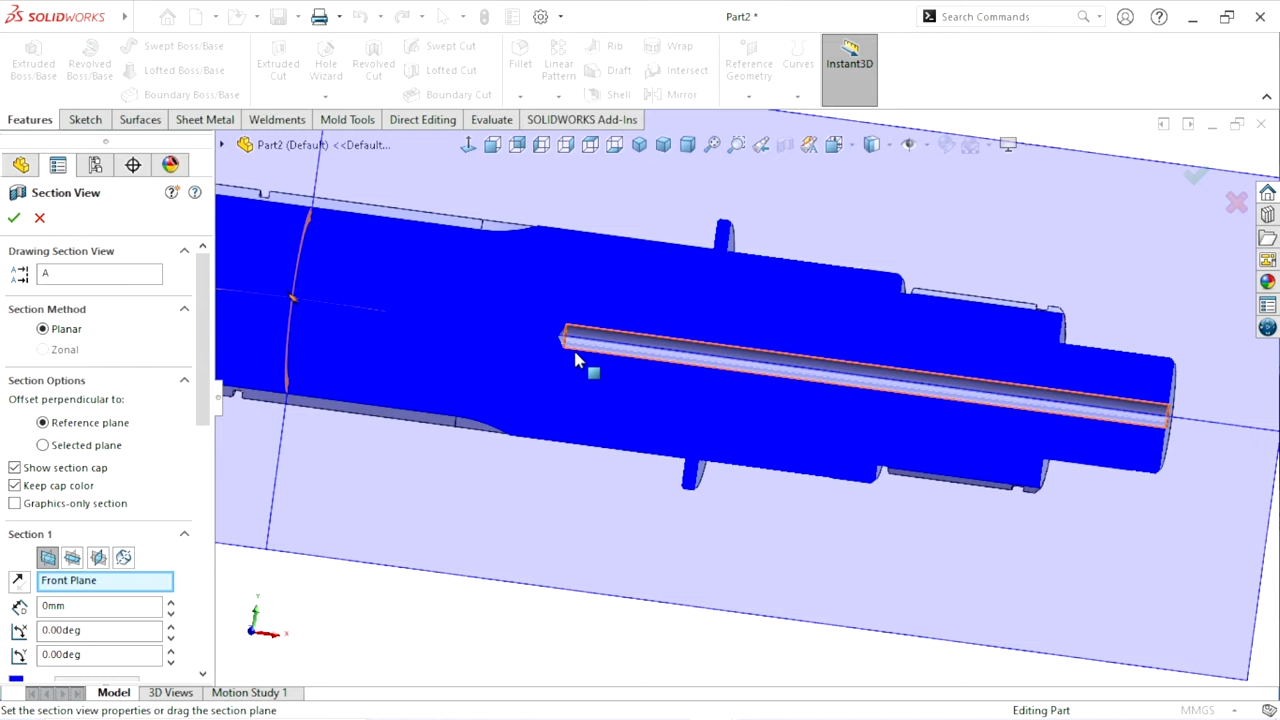 SOLIDWORKS
Part2 *
Search Commands
Extruded Boss/Base
Revolved Boss/Base
Swept Boss/Base
Lofted Boss/Base
Boundary Boss/Base
Extruded Cut
Hole Wizard
Revolved Cut
Swept Cut
Lofted Cut
Boundary Cut
Fillet
Linear Pattern
Rib
Draft
Shell
Wrap
Intersect
Mirror
Reference Geometry
Curves
Instant3D
Features
Sketch
Surfaces
Sheet Metal
Weldments
Mold Tools
Direct Editing
Evaluate
SOLIDWORKS Add-Ins
Part2 (Default) <<Default...
Section View
Drawing Section View
A
Section Method
Planar
Zonal
Section Options
Offset perpendicular to:
Reference plane
Selected plane
Show section cap
Keep cap color
Graphics-only section
Section 1
Front Plane
0mm
0.00deg
0.00deg
Y
X
Model
3D Views
Motion Study 1
Set the section view properties or drag the section plane
Editing Part
MMGS